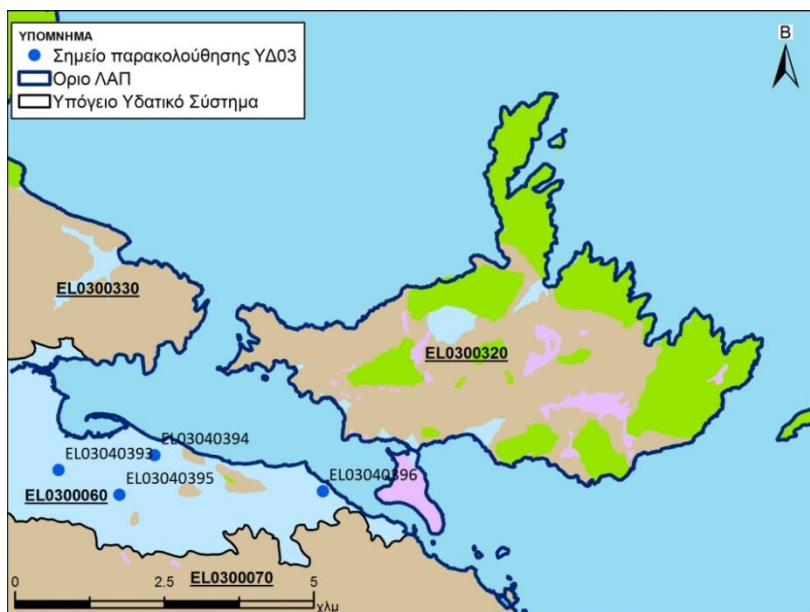 ΥΠΟΜΝΗΜΑ
Σημείο παρακολούθησης ΥΔ03
Οριο ΛΑΠ
Υπόγειο Υδατικό Σύστημα
Β
EL0300330
EL0300320
EL03040394
EL03040393
EL03040395
EL03040396
EL0300060
EL0300070
0 2.5 5
χλμ